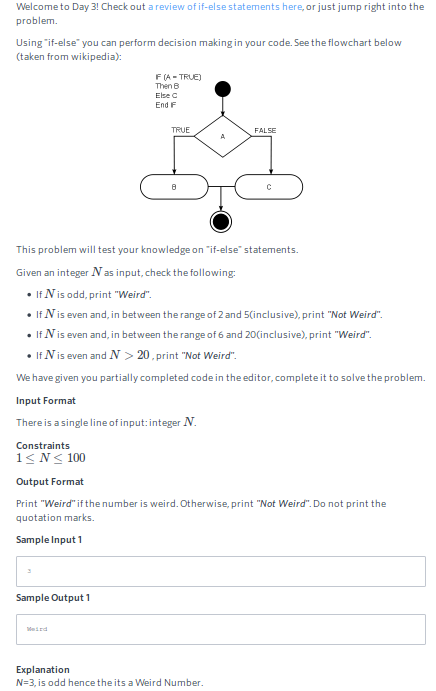 Welcome to Day 3! Check out a review of if-else statements here, or just jump right into the
problem.
Using "if-else" you can perform decision making in your code. See the flowchart below
(taken from wikipedia):
IF (A = TRUE)
Then B
Else C
End IF
TRUE
FALSE
A
B
C
This problem will test your knowledge on "if-else" statements.
Given an integer N as input, check the following:
• If N is odd, print "Weird".
• If N is even and, in between the range of 2 and 5(inclusive), print "Not Weird".
• If N is even and, in between the range of 6 and 20(inclusive), print "Weird".
• If N is even and N > 20 , print "Not Weird".
We have given you partially completed code in the editor, complete it to solve the problem.
Input Format
There is a single line of input: integer N.
Constraints
1 ≤ N ≤ 100
Output Format
Print "Weird" if the number is weird. Otherwise, print "Not Weird". Do not print the
quotation marks.
Sample Input 1
3
Sample Output 1
Weird
Explanation
N=3, is odd hence the its a Weird Number.